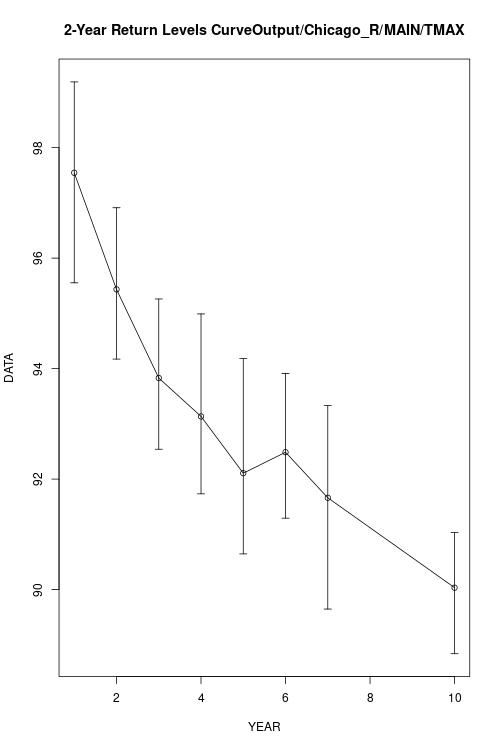 2-Year Return Levels CurveOutput/Chicago_R/MAIN/TMAX
98
96
94
92
90
DATA
2 4 6 8 10
YEAR